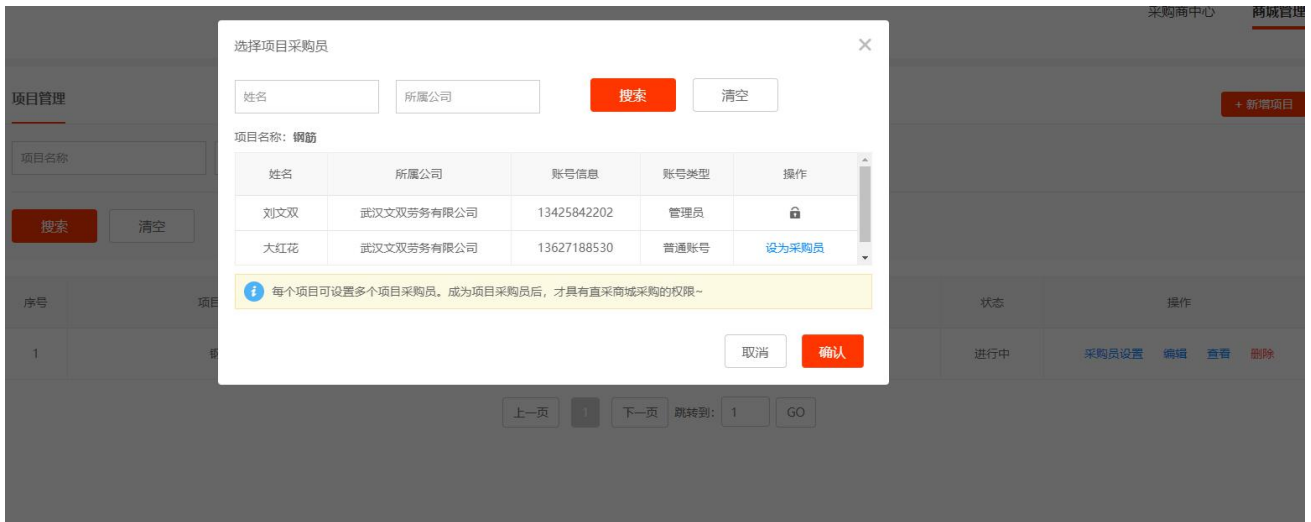 采购商中心 商城管理
选择项目采购员
姓名 所属公司 搜索 清空
项目管理
+ 新增项目
项目名称：钢筋
项目名称
姓名 所属公司 账号信息 账号类型 操作
刘文双 武汉文双劳务有限公司 13425842202 管理员
搜索 清空
大红花 武汉文双劳务有限公司 13627188530 普通账号 设为采购员
每个项目可设置多个项目采购员。成为项目采购员后，才具有直采商城采购的权限~
序号 项目 状态 操作
取消 确认
1 进行中 采购员设置 编辑 查看 删除
上一页 1 下一页 跳转到： 1 GO